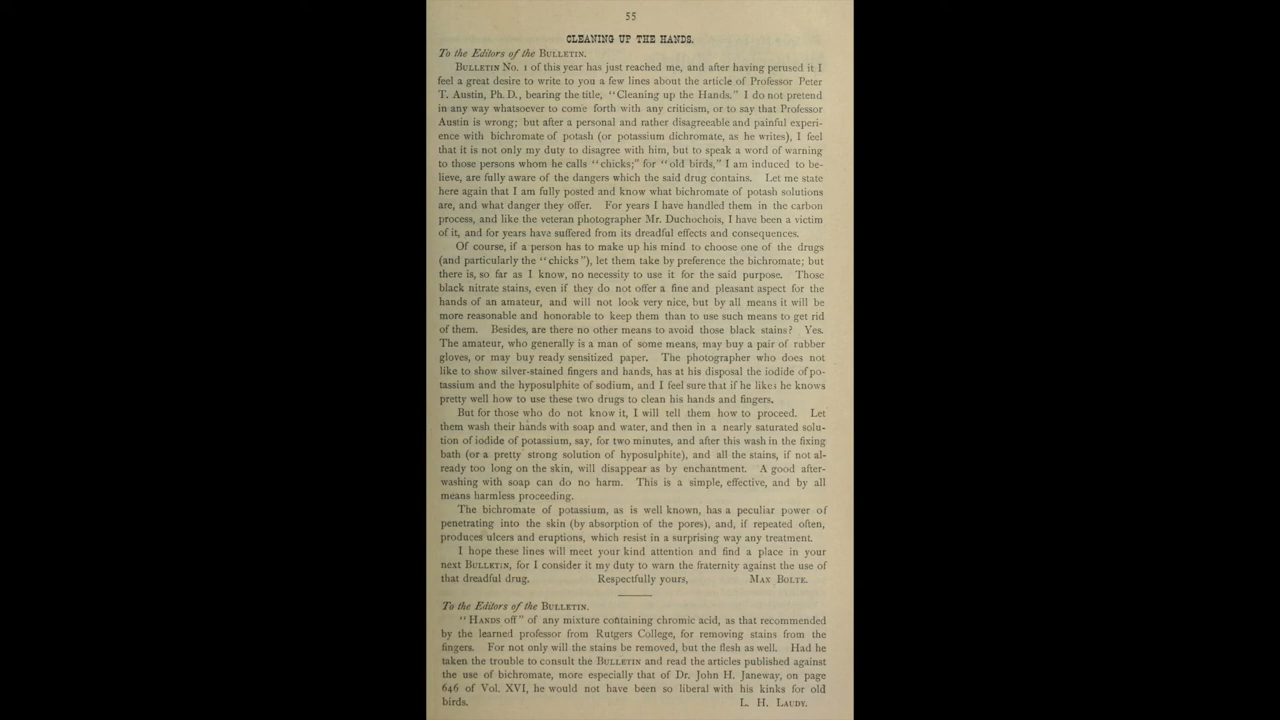 55
CLEANING UP THE HANDS.
To the Editors of the BULLETIN.
BULLETIN No. 1 of this year has just reached me, and after having perused it I
feel a great desire to write to you a few lines about the article of Professor Peter
T. Austin, Ph. D., bearing the title, “Cleaning up the Hands.” I do not pretend
in any way whatsoever to come forth with any criticism, or to say that Professor
Austin is wrong; but after a personal and rather disagreeable and painful experi-
ence with bichromate of potash (or potassium dichromate, as he writes), I feel
that it is not only my duty to disagree with him, but to speak a word of warning
to those persons whom he calls “chicks;” for “old birds,” I am induced to be-
lieve, are fully aware of the dangers which the said drug contains. Let me state
here again that I am fully posted and know what bichromate of potash solutions
are, and what danger they offer. For years I have handled them in the carbon
process, and like the veteran photographer Mr. Duchochois, I have been a victim
of it, and for years have suffered from its dreadful effects and consequences.
Of course, if a person has to make up his mind to choose one of the drugs
(and particularly the “chicks”), let them take by preference the bichromate; but
there is, so far as I know, no necessity to use it for the said purpose. Those
black nitrate stains, even if they do not offer a fine and pleasant aspect for the
hands of an amateur, and will not look very nice, but by all means it will be
more reasonable and honorable to keep them than to use such means to get rid
of them. Besides, are there no other means to avoid those black stains? Yes.
The amateur, who generally is a man of some means, may buy a pair of rubber
gloves, or may buy ready sensitized paper. The photographer who does not
like to show silver-stained fingers and hands, has at his disposal the iodide of po-
tassium and the hyposulphite of sodium, and I feel sure that if he likes he knows
pretty well how to use these two drugs to clean his hands and fingers.
But for those who do not know it, I will tell them how to proceed. Let
them wash their hands with soap and water, and then in a nearly saturated solu-
tion of iodide of potassium, say, for two minutes, and after this wash in the fixing
bath (or a pretty strong solution of hyposulphite), and all the stains, if not al-
ready too long on the skin, will disappear as by enchantment. A good after-
washing with soap can do no harm. This is a simple, effective, and by all
means harmless proceeding.
The bichromate of potassium, as is well known, has a peculiar power of
penetrating into the skin (by absorption of the pores), and, if repeated often,
produces ulcers and eruptions, which resist in a surprising way any treatment.
I hope these lines will meet your kind attention and find a place in your
next BULLETIN, for I consider it my duty to warn the fraternity against the use of
that dreadful drug. Respectfully yours, MAX BOLTE.
To the Editors of the BULLETIN.
“HANDS off” of any mixture containing chromic acid, as that recommended
by the learned professor from Rutgers College, for removing stains from the
fingers. For not only will the stains be removed, but the flesh as well. Had he
taken the trouble to consult the BULLETIN and read the articles published against
the use of bichromate, more especially that of Dr. John H. Janeway, on page
646 of Vol. XVI, he would not have been so liberal with his kinks for old
birds. L. H. LAUDY.